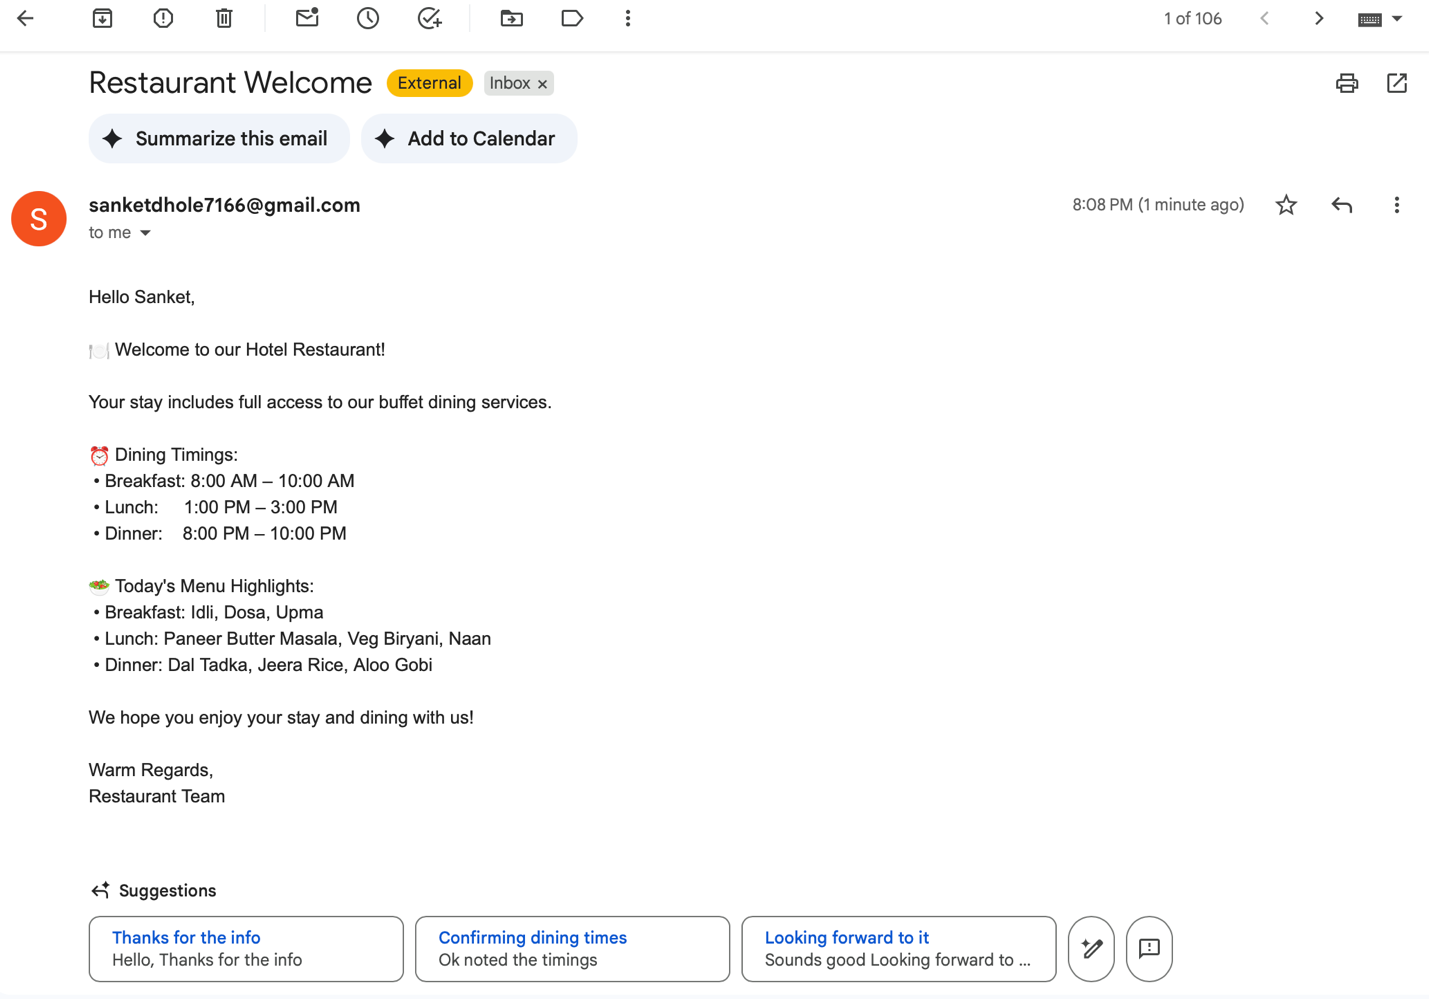 1 of 106
Restaurant Welcome External Inbox ×
Summarize this email Add to Calendar
S
sanketdhole7166@gmail.com 8:08 PM (1 minute ago)
to me
Hello Sanket,
🍽️ Welcome to our Hotel Restaurant!
Your stay includes full access to our buffet dining services.
⏰ Dining Timings:
• Breakfast: 8:00 AM – 10:00 AM
• Lunch: 1:00 PM – 3:00 PM
• Dinner: 8:00 PM – 10:00 PM
🥗 Today's Menu Highlights:
• Breakfast: Idli, Dosa, Upma
• Lunch: Paneer Butter Masala, Veg Biryani, Naan
• Dinner: Dal Tadka, Jeera Rice, Aloo Gobi
We hope you enjoy your stay and dining with us!
Warm Regards,
Restaurant Team
Suggestions
Thanks for the info
Hello, Thanks for the info
Confirming dining times
Ok noted the timings
Looking forward to it
Sounds good Looking forward to ...